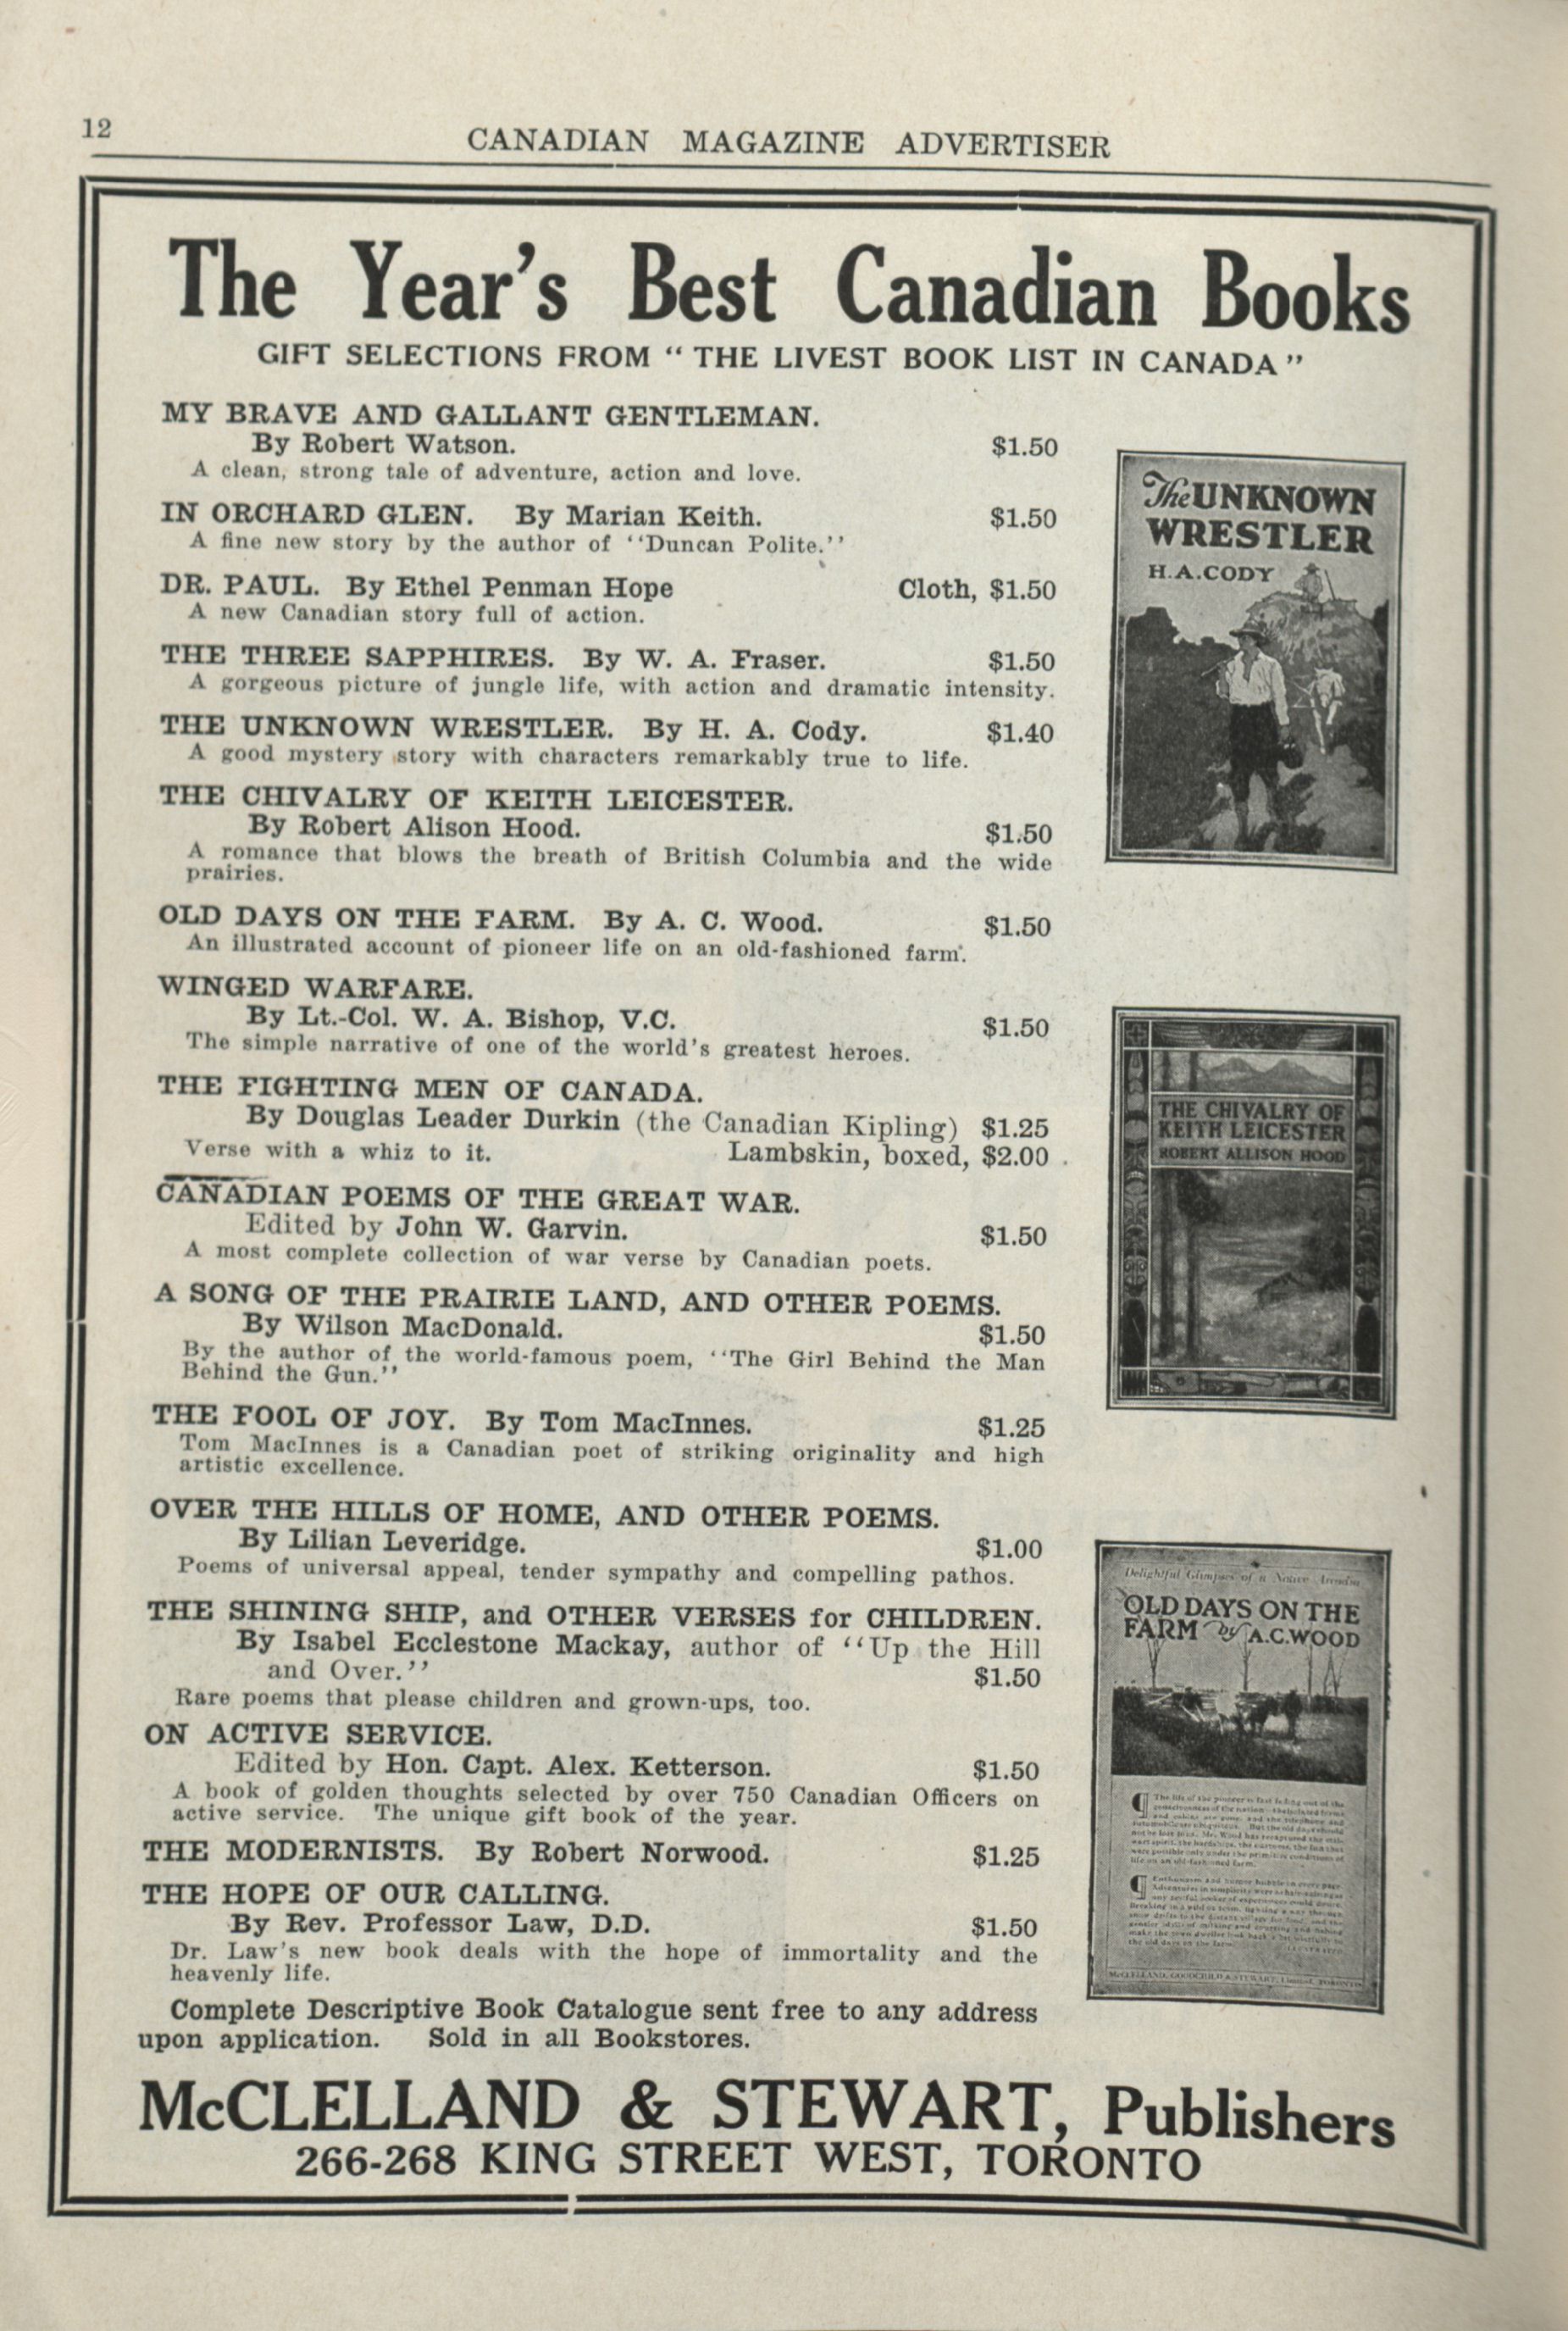 12
CANADIAN MAGAZINE ADVERTISER
The Year's Best Canadian Books
GIFT SELECTIONS FROM "THE LIVEST BOOK LIST IN CANADA"
MY BRAVE AND GALLANT GENTLEMAN.
By Robert Watson. $1.50
A clean, strong tale of adventure, action and love.
IN ORCHARD GLEN. By Marian Keith. $1.50
A fine new story by the author of "Duncan Polite."
DR. PAUL. By Ethel Penman Hope Cloth, $1.50
A new Canadian story full of action.
THE THREE SAPPHIRES. By W. A. Fraser. $1.50
A gorgeous picture of jungle life, with action and dramatic intensity.
THE UNKNOWN WRESTLER. By H. A. Cody. $1.40
A good mystery story with characters remarkably true to life.
THE CHIVALRY OF KEITH LEICESTER.
By Robert Alison Hood. $1.50
A romance that blows the breath of British Columbia and the wide
prairies.
OLD DAYS ON THE FARM. By A. C. Wood. $1.50
An illustrated account of pioneer life on an old-fashioned farm.
WINGED WARFARE.
By Lt.-Col. W. A. Bishop, V.C. $1.50
The simple narrative of one of the world's greatest heroes.
THE FIGHTING MEN OF CANADA.
By Douglas Leader Durkin (the Canadian Kipling) $1.25
Verse with a whiz to it. Lambskin, boxed, $2.00
CANADIAN POEMS OF THE GREAT WAR.
Edited by John W. Garvin. $1.50
A most complete collection of war verse by Canadian poets.
A SONG OF THE PRAIRIE LAND, AND OTHER POEMS.
By Wilson MacDonald. $1.50
By the author of the world-famous poem, "The Girl Behind the Man
Behind the Gun."
THE FOOL OF JOY. By Tom MacInnes. $1.25
Tom MacInnes is a Canadian poet of striking originality and high
artistic excellence.
OVER THE HILLS OF HOME, AND OTHER POEMS.
By Lilian Leveridge. $1.00
Poems of universal appeal, tender sympathy and compelling pathos.
THE SHINING SHIP, and OTHER VERSES for CHILDREN.
By Isabel Ecclestone Mackay, author of "Up the Hill
and Over." $1.50
Rare poems that please children and grown-ups, too.
ON ACTIVE SERVICE.
Edited by Hon. Capt. Alex. Ketterson. $1.50
A book of golden thoughts selected by over 750 Canadian Officers on
active service. The unique gift book of the year.
THE MODERNISTS. By Robert Norwood. $1.25
THE HOPE OF OUR CALLING.
By Rev. Professor Law, D.D. $1.50
Dr. Law's new book deals with the hope of immortality and the
heavenly life.
Complete Descriptive Book Catalogue sent free to any address
upon application. Sold in all Bookstores.
The UNKNOWN
WRESTLER
H.A.CODY
THE CHIVALRY OF
KEITH LEICESTER
ROBERT ALLISON HOOD
Delightful Glimpses of a Native Arcadia
OLD DAYS ON THE
FARM by A.C.WOOD
The life of the pioneer is fast fading out of the
McCLELLAND, GOODCHILD & STEWART, Limited, TORONTO
McCLELLAND & STEWART, Publishers
266-268 KING STREET WEST, TORONTO